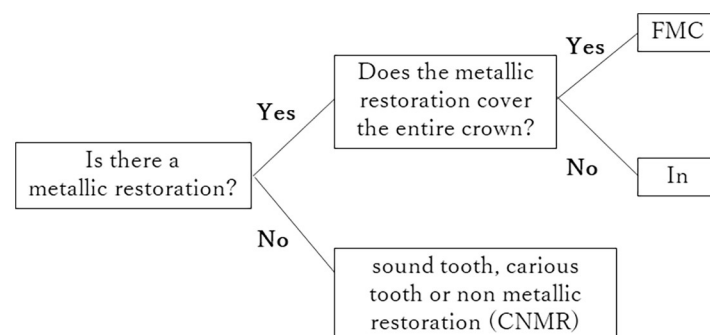 FMC
Yes
Does the metallic
restoration cover
the entire crown?
Yes
Is there a
metallic restoration?
No
In
No
sound tooth, carious
tooth or non metallic
restoration (CNMR)